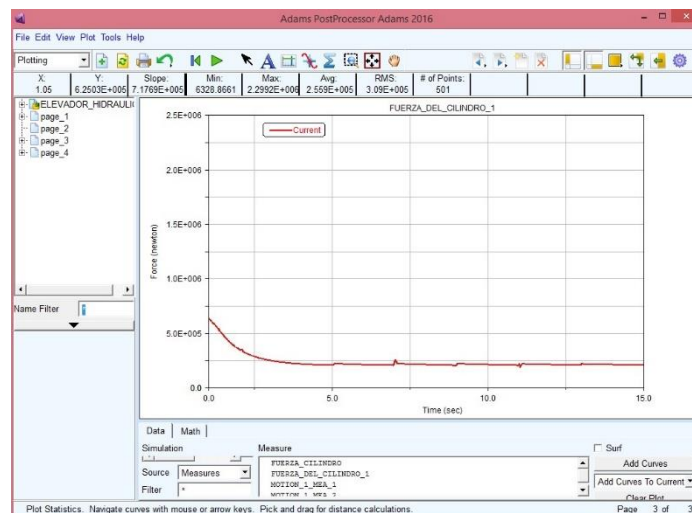 Adams PostProcessor Adams 2016
File Edit View Plot Tools Help
Plotting
X: Y: Slope: Min: Max: Avg: RMS: # of Points:
1.05 6.2503E+005 7.1769E+005 6328.8661 2.2992E+006 2.559E+005 3.09E+005 501
ELEVADOR_HIDRAULI
page_1
page_2
page_3
page_4
Name Filter
FUERZA_DEL_CILINDRO_1
Current
2.5E+006
2.0E+006
1.5E+006
1.0E+006
5.0E+005
0.0
Force (newton)
0.0 5.0 10.0 15.0
Time (sec)
Data Math
Simulation Measure Surf
Source Measures
Filter *
FUERZA_CILINDRO
FUERZA_DEL_CILINDRO_1
MOTION_1_MEA_1
MOTION_1_MEA_2
Add Curves
Add Curves To Current
Clear Plot
Plot Statistics. Navigate curves with mouse or arrow keys. Pick and drag for distance calculations. Page 3 of 3